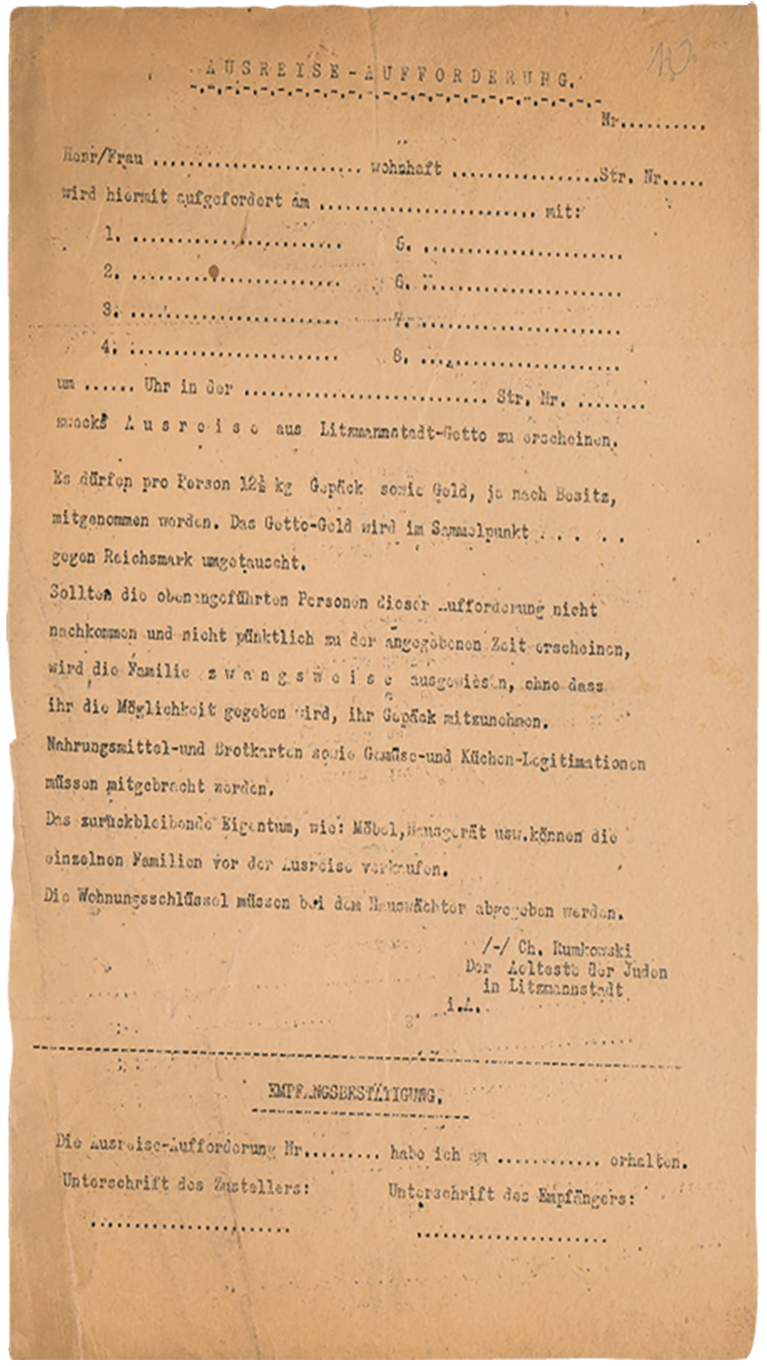 AUSREISE-AUFFORDERUNG.
Nr..........
Herr/Frau ...................... wohnhaft ................Str. Nr.....
wird hiermit aufgefordert am ........................ mit:
1. ...................... 5. .....................
2. ...................... 6. .....................
3. ...................... 7. .....................
4. ...................... 8. .....................
um ...... Uhr in der .......................... Str. Nr. ........
zwecks A u s r e i s e aus Litzmannstadt-Getto zu erscheinen.
Es dürfen pro Person 12½ kg Gepäck sowie Geld, je nach Besitz,
mitgenommen werden. Das Getto-Geld wird im Sammelpunkt . . . . .
gegen Reichsmark umgetauscht.
Sollten die obenangeführten Personen dieser Aufforderung nicht
nachkommen und nicht pünktlich zu der angegebenen Zeit erscheinen,
wird die Familie z w a n g s w e i s e ausgewiesen, ohne dass
ihr die Möglichkeit gegeben wird, ihr Gepäck mitzunehmen.
Nahrungsmittel-und Brotkarten sowie Gemüse-und Küchen-Legitimationen
müssen mitgebracht werden.
Das zurückbleibende Eigentum, wie: Möbel,Hausgerät usw.können die
einzelnen Familien vor der Ausreise verkaufen.
Die Wohnungsschlüssel müssen bei dem Hauswächter abgegeben werden.
/-/ Ch. Rumkowski
Der Aelteste der Juden
in Litzmannstadt
i.A.
EMPFANGSBESTÄTIGUNG.
Die Ausreise-Aufforderung Nr......... habe ich am ............ erhalten.
Unterschrift des Zustellers: Unterschrift des Empfängers:
..................... ....................